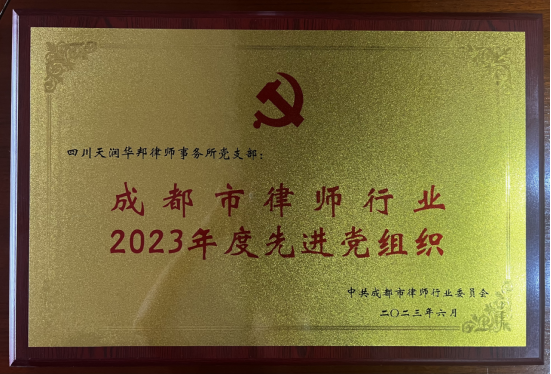 四川天润华邦律师事务所党支部：
成都市律师行业
2023年度先进党组织
中共成都市律师行业委员会
二〇二三年六月